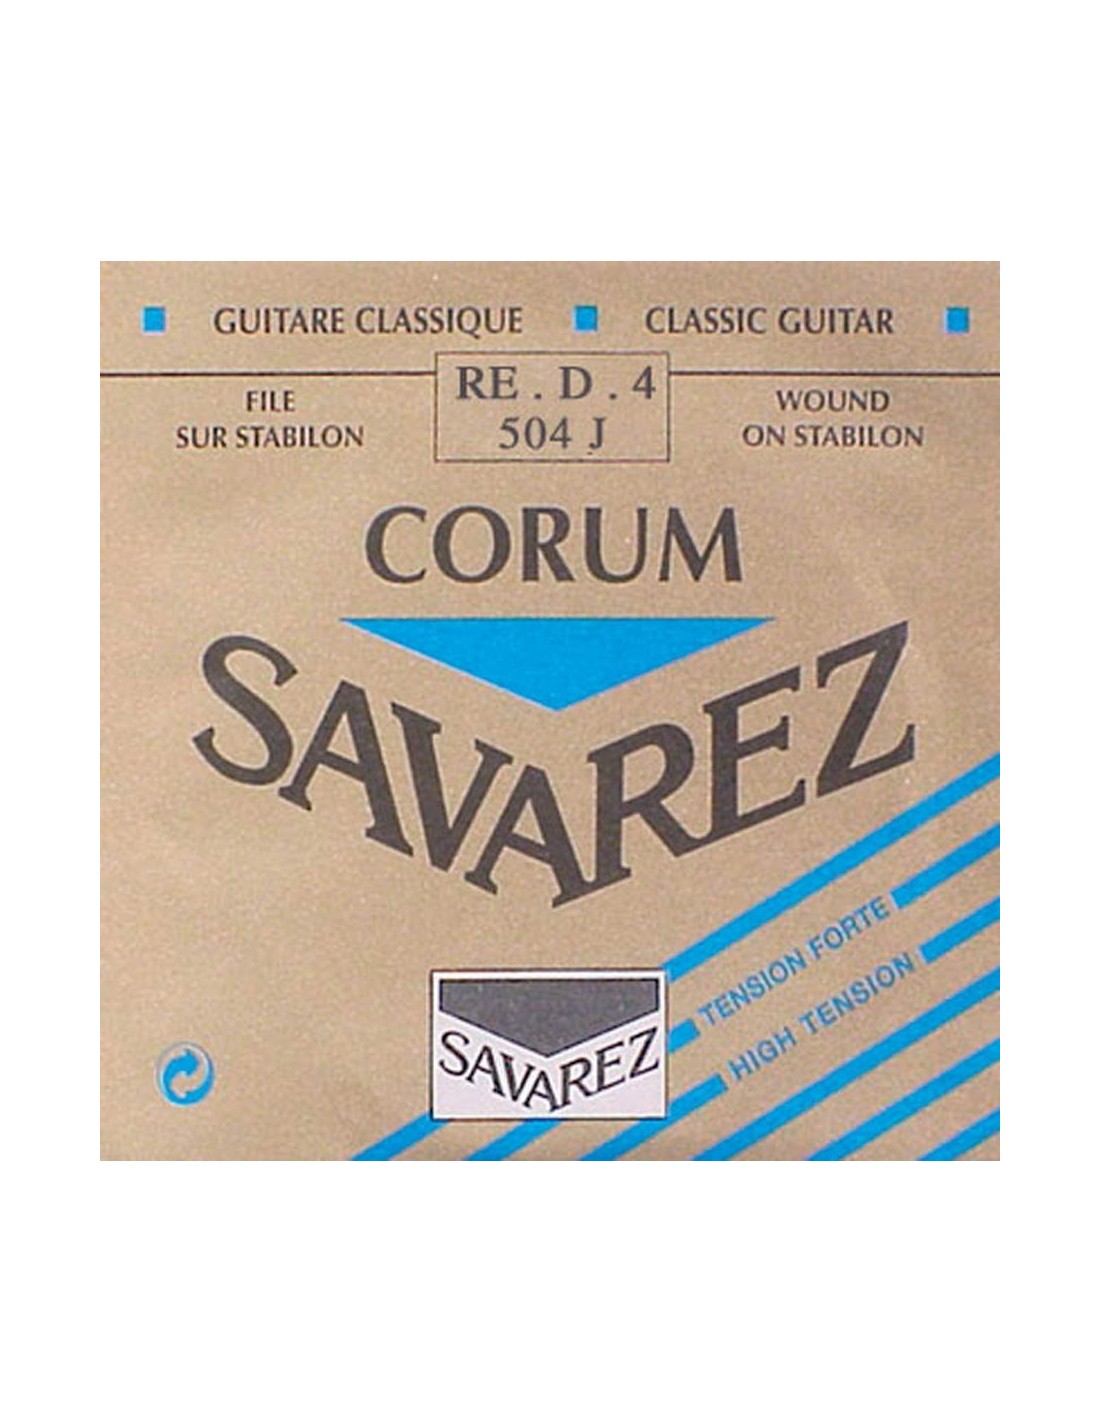 GUITARE CLASSIQUE CLASSIC GUITAR
RE . D . 4
504 J
FILE
SUR STABILON
WOUND
ON STABILON
CORUM
SAVAREZ
TENSION FORTE
HIGH TENSION
SAVAREZ